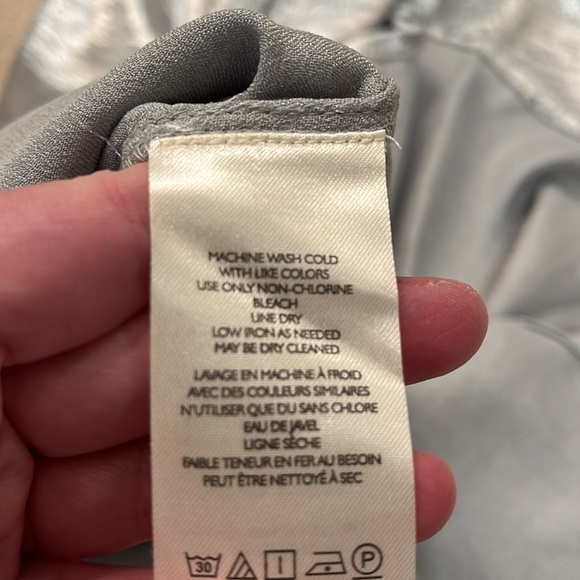 MACHINE WASH COLD
WITH LIKE COLORS
USE ONLY NON-CHLORINE
BLEACH
LINE DRY
LOW IRON AS NEEDED
MAY BE DRY CLEANED
LAVAGE EN MACHINE À FROID
AVEC DES COULEURS SIMILAIRES
N'UTILISER QUE DU SANS CHLORE
EAU DE JAVEL
LIGNE SÈCHE
FAIBLE TENEUR EN FER AU BESOIN
PEUT ÊTRE NETTOYÉ À SEC
30 P